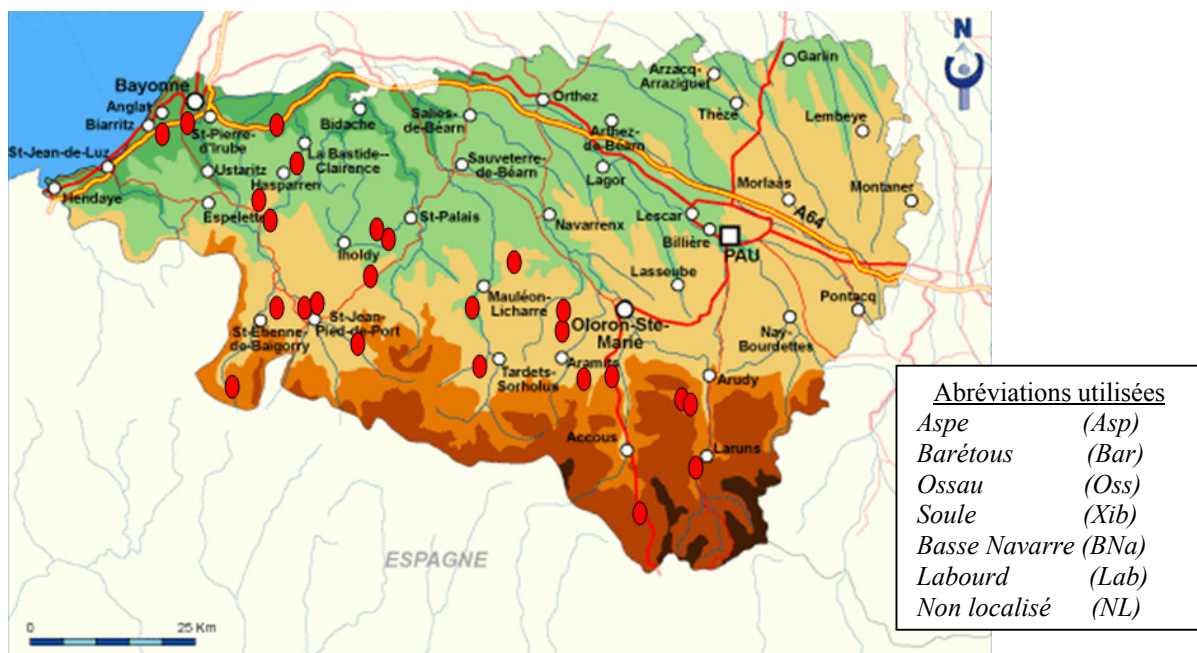 N
Garlin
Arzacq-
Arraziguet
Bayonne
Orthez
Thèze
Anglat
Bidache
Salies-
de-Béarn
Arthez-
de-Béarn
Lembeye
Biarritz
St-Pierre-
d'Irube
La Bastide--
Clairence
St-Jean-de-Luz
Ustaritz
Hasparren
Sauveterre-
de-Béarn
Lagor
Morlaàs
Montaner
Hendaye
Espelette
St-Palais
Navarrenx
Lescar
A64
Billière
PAU
Iholdy
Lasseube
Mauléon-
Licharre
Pontacq
St-Etienne-
de-Baïgorry
St-Jean-
Pied-de-Port
Oloron-Ste-
Marie
Nay-
Bourdettes
Tardets-
Sorholus
Aramits
Arudy
Accous
Laruns
ESPAGNE
0 25 Km
Abréviations utilisées
Aspe (Asp)
Barétous (Bar)
Ossau (Oss)
Soule (Xib)
Basse Navarre (BNa)
Labourd (Lab)
Non localisé (NL)